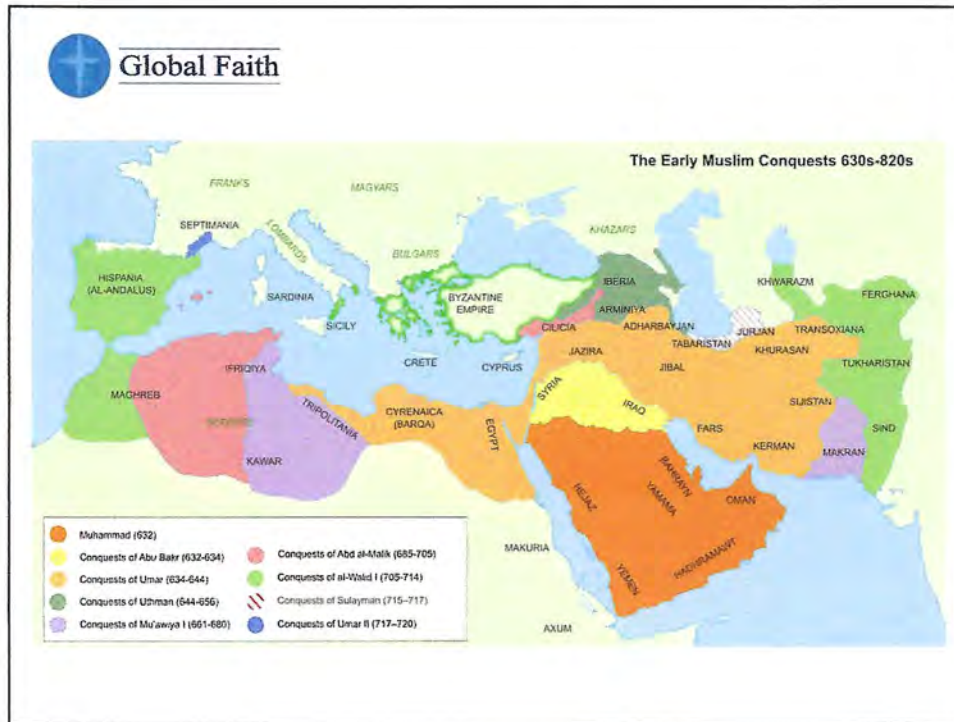 Global Faith
The Early Muslim Conquests 630s-820s
FRANKS
MAGYARS
SEPTIMANIA
LOMBARDS
KHAZARS
BULGARS
HISPANIA
(AL-ANDALUS)
SARDINIA
SICILY
BYZANTINE
EMPIRE
IBERIA
ARMINIYA
KHWARAZM
FERGHANA
CILICIA
ADHARBAYJAN
JURJAN
TRANSOXIANA
TABARISTAN
KHURASAN
CRETE
CYPRUS
JAZIRA
JIBAL
TUKHARISTAN
IFRIQIYA
MAGHREB
SYRIA
IRAQ
SIJISTAN
TRIPOLITANIA
CYRENAICA
(BARQA)
EGYPT
FARS
KERMAN
SIND
MAKRAN
KAWAR
BAHRAYN
YAMAMA
OMAN
HEJAZ
HADHRAMAWT
YEMEN
MAKURIA
AXUM
Muhammad (632)
Conquests of Abu Bakr (632-634)
Conquests of Umar (634-644)
Conquests of Uthman (644-656)
Conquests of Mu'awiya I (661-680)
Conquests of Abd al-Malik (685-705)
Conquests of al-Walid I (705-714)
Conquests of Sulayman (715-717)
Conquests of Umar II (717-720)